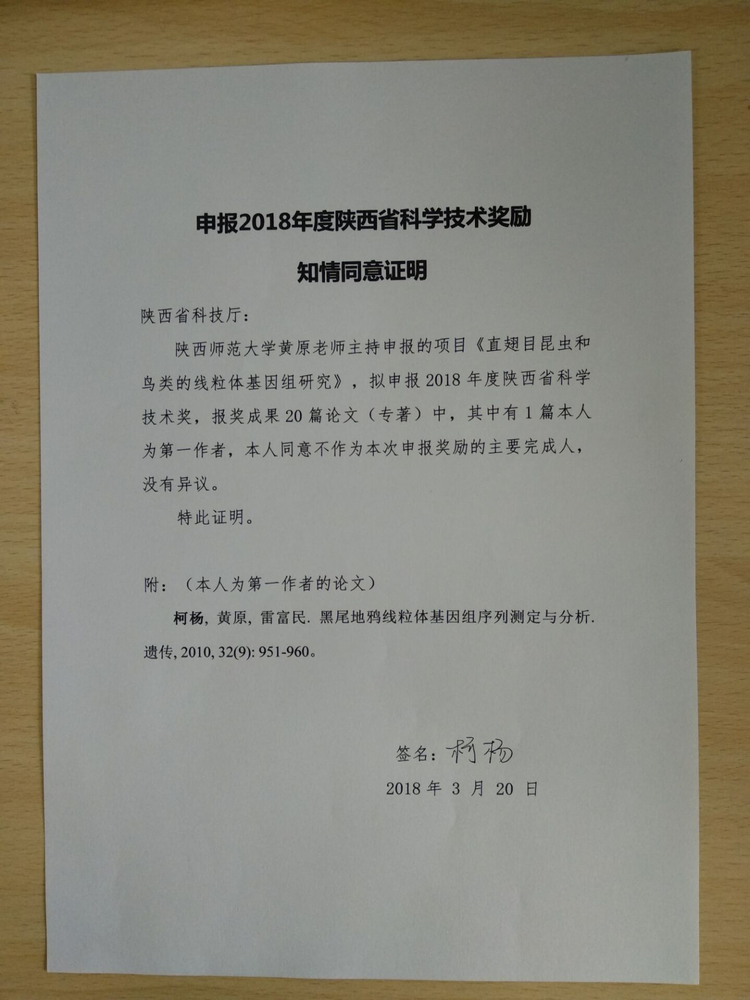 申报2018年度陕西省科学技术奖励
知情同意证明
陕西省科技厅：
陕西师范大学黄原老师主持申报的项目《直翅目昆虫和
鸟类的线粒体基因组研究》，拟申报 2018 年度陕西省科学
技术奖，报奖成果 20 篇论文（专著）中，其中有 1 篇本人
为第一作者，本人同意不作为本次申报奖励的主要完成人，
没有异议。
特此证明。
附：（本人为第一作者的论文）
柯杨, 黄原, 雷富民. 黑尾地鸦线粒体基因组序列测定与分析.
遗传, 2010, 32(9): 951-960。
签名：柯杨
2018 年 3 月 20 日